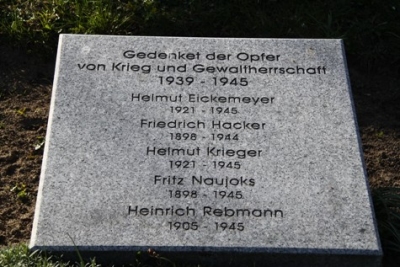 Gedenket der Opfer
von Krieg und Gewaltherrschaft
1939 - 1945
Helmut Eickemeyer
1921 - 1945
Friedrich Hacker
1898 - 1944
Helmut Krieger
1921 - 1945
Fritz Naujoks
1898 - 1945
Heinrich Rebmann
1905 - 1945